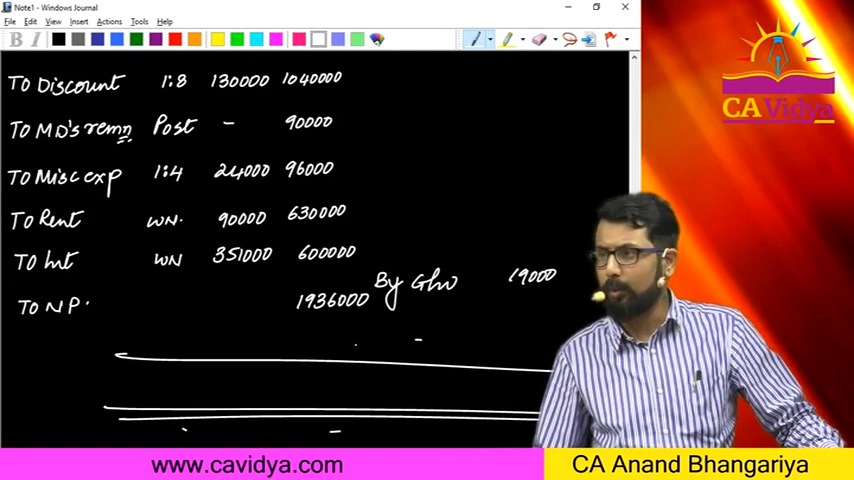 Note1 - Windows Journal
File Edit View Insert Actions Tools Help
B I
To Discount 1:8 130000 1040000
To MD's remn Post - 90000
To Misc exp 1:4 24000 96000
To Rent WN. 90000 630000
To Int WN 351000 600000
By G/w 19000
To NP. 1936000
CA Vidya
www.cavidya.com
CA Anand Bhangariya